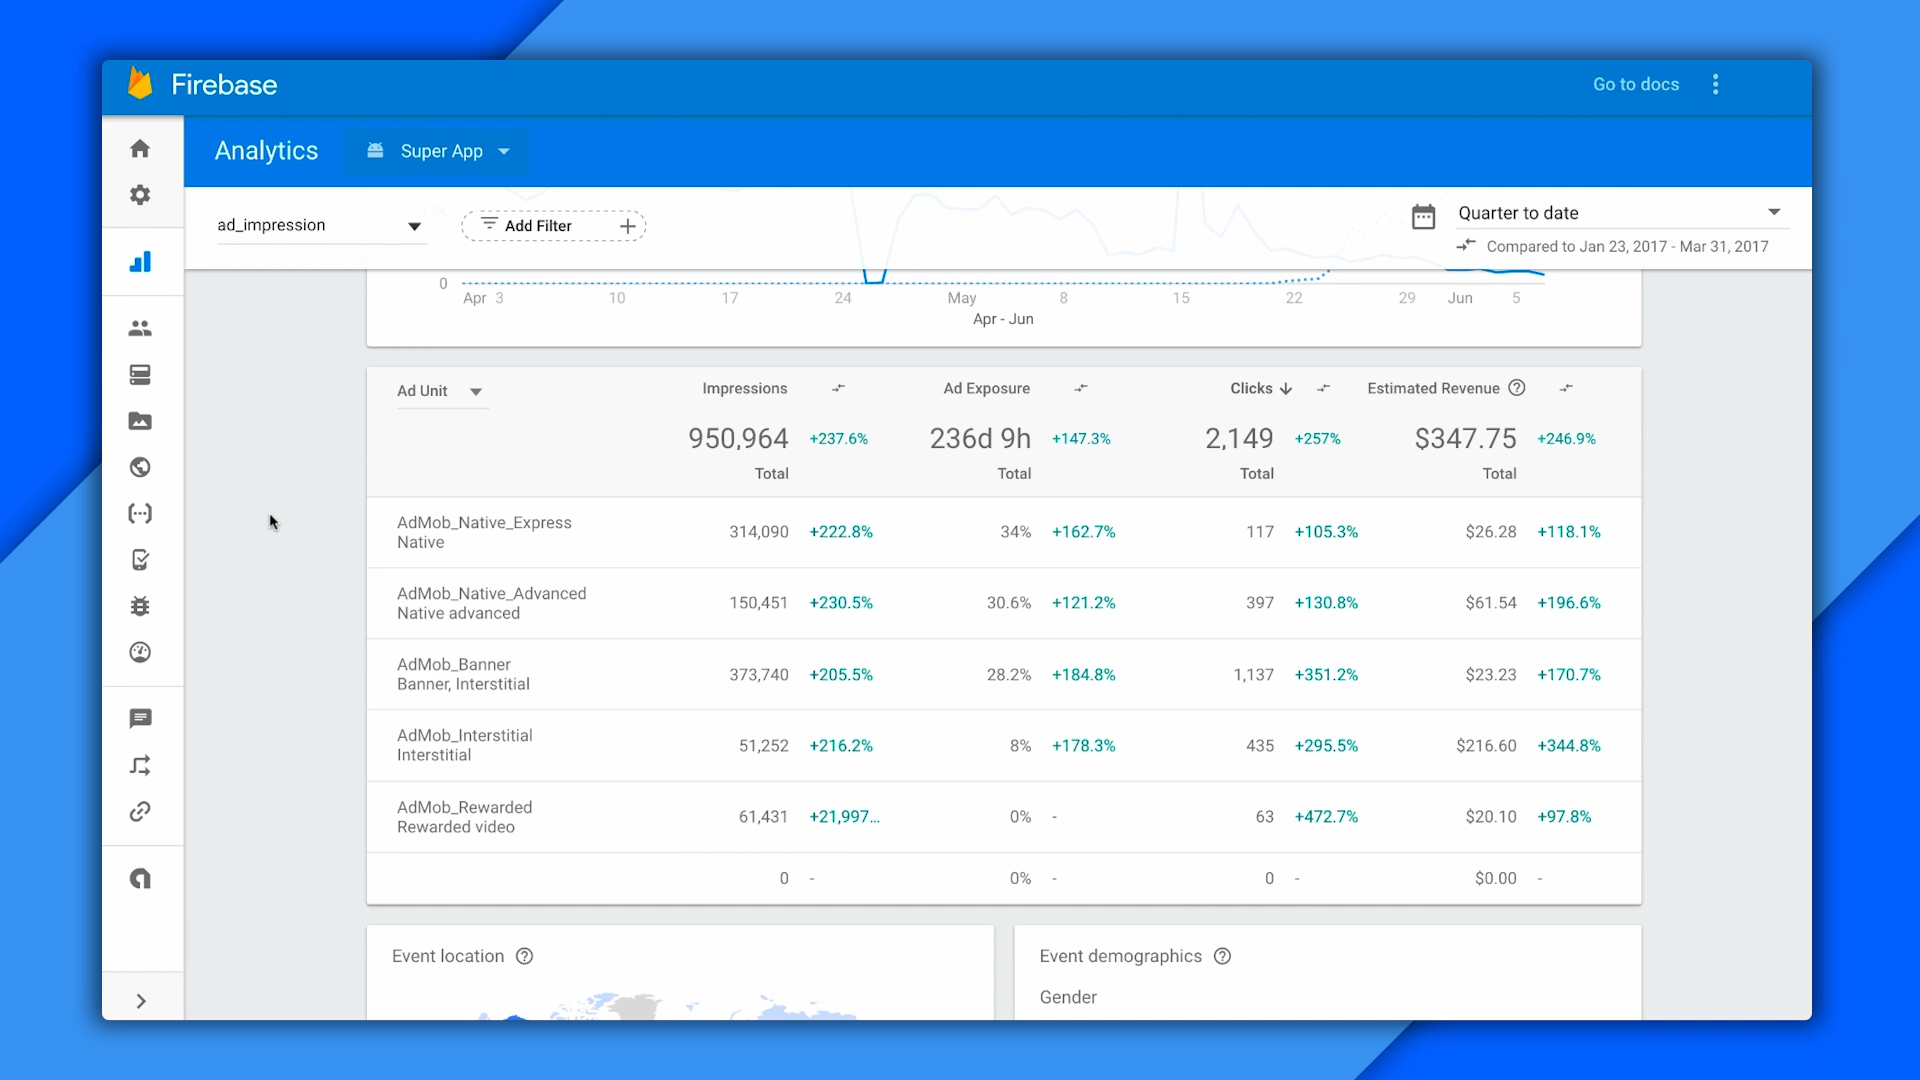 Firebase
Go to docs
Analytics
Super App
ad_impression
Add Filter
Quarter to date
Compared to Jan 23, 2017 - Mar 31, 2017
0
Apr 3 10 17 24 May 8 15 22 29 Jun 5
Apr - Jun
Ad Unit Impressions Ad Exposure Clicks Estimated Revenue
950,964 +237.6% 236d 9h +147.3% 2,149 +257% $347.75 +246.9%
Total Total Total Total
AdMob_Native_Express
Native
314,090 +222.8% 34% +162.7% 117 +105.3% $26.28 +118.1%
AdMob_Native_Advanced
Native advanced
150,451 +230.5% 30.6% +121.2% 397 +130.8% $61.54 +196.6%
AdMob_Banner
Banner, Interstitial
373,740 +205.5% 28.2% +184.8% 1,137 +351.2% $23.23 +170.7%
AdMob_Interstitial
Interstitial
51,252 +216.2% 8% +178.3% 435 +295.5% $216.60 +344.8%
AdMob_Rewarded
Rewarded video
61,431 +21,997... 0% - 63 +472.7% $20.10 +97.8%
0 - 0% - 0 - $0.00 -
Event location
Event demographics
Gender